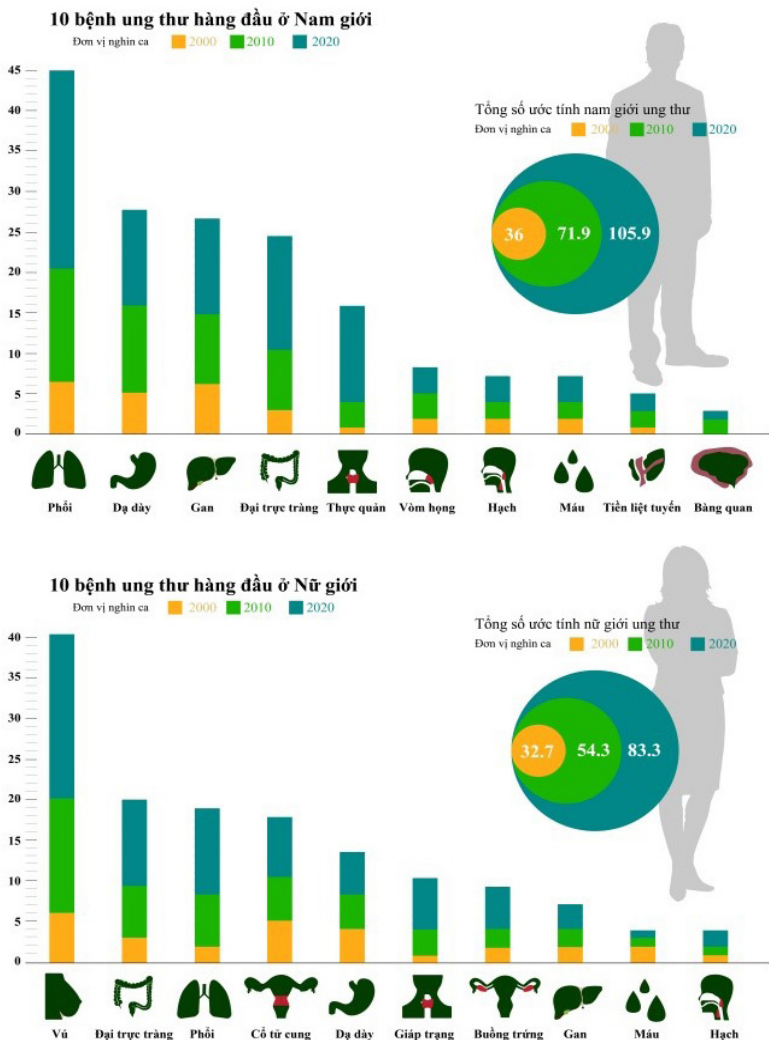 10 bệnh ung thư hàng đầu ở Nam giới
Đơn vị nghìn ca 2000 2010 2020
45
40
35
30
25
20
15
10
5
0
Tổng số ước tính nam giới ung thư
Đơn vị nghìn ca 2000 2010 2020
36 71.9 105.9
Phổi Dạ dày Gan Đại trực tràng Thực quản Vòm họng Hạch Máu Tiền liệt tuyến Bàng quan
10 bệnh ung thư hàng đầu ở Nữ giới
Đơn vị nghìn ca 2000 2010 2020
40
35
30
25
20
15
10
5
0
Tổng số ước tính nữ giới ung thư
Đơn vị nghìn ca 2000 2010 2020
32.7 54.3 83.3
Vú Đại trực tràng Phổi Cổ tử cung Dạ dày Giáp trạng Buồng trứng Gan Máu Hạch